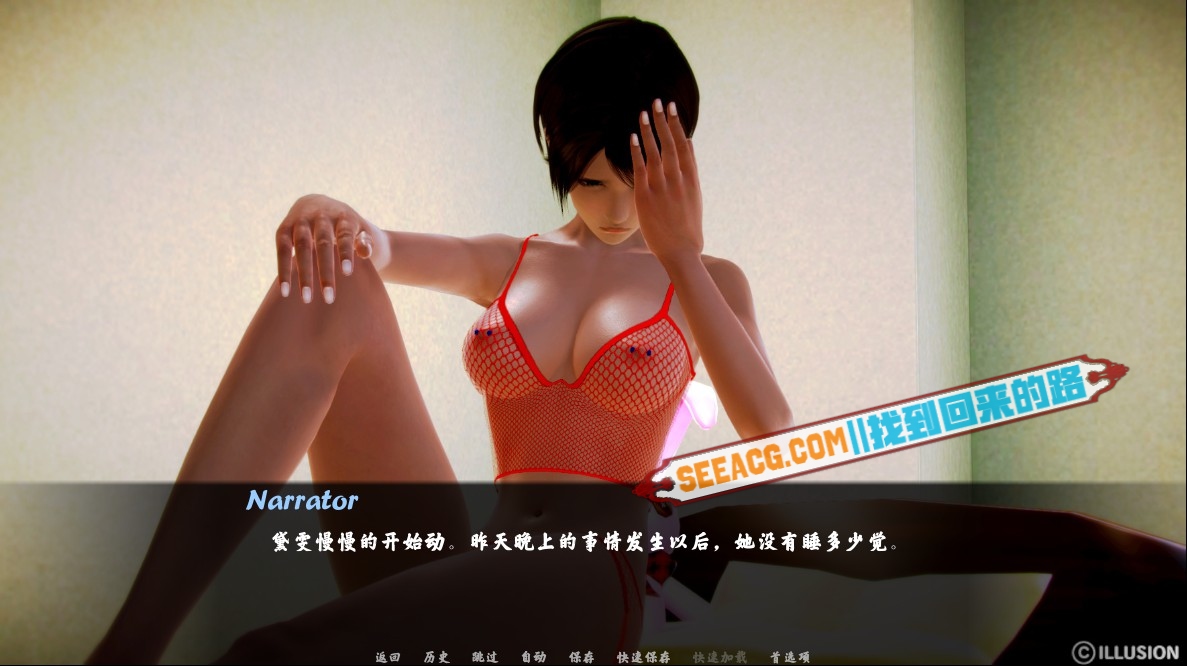 SEEACG.COM||找到回来的路
Narrator
黛雯慢慢的开始动。昨天晚上的事情发生以后，她没有睡多少觉。
返回 历史 跳过 自动 保存 快速保存 快速加载 首选项
©ILLUSION